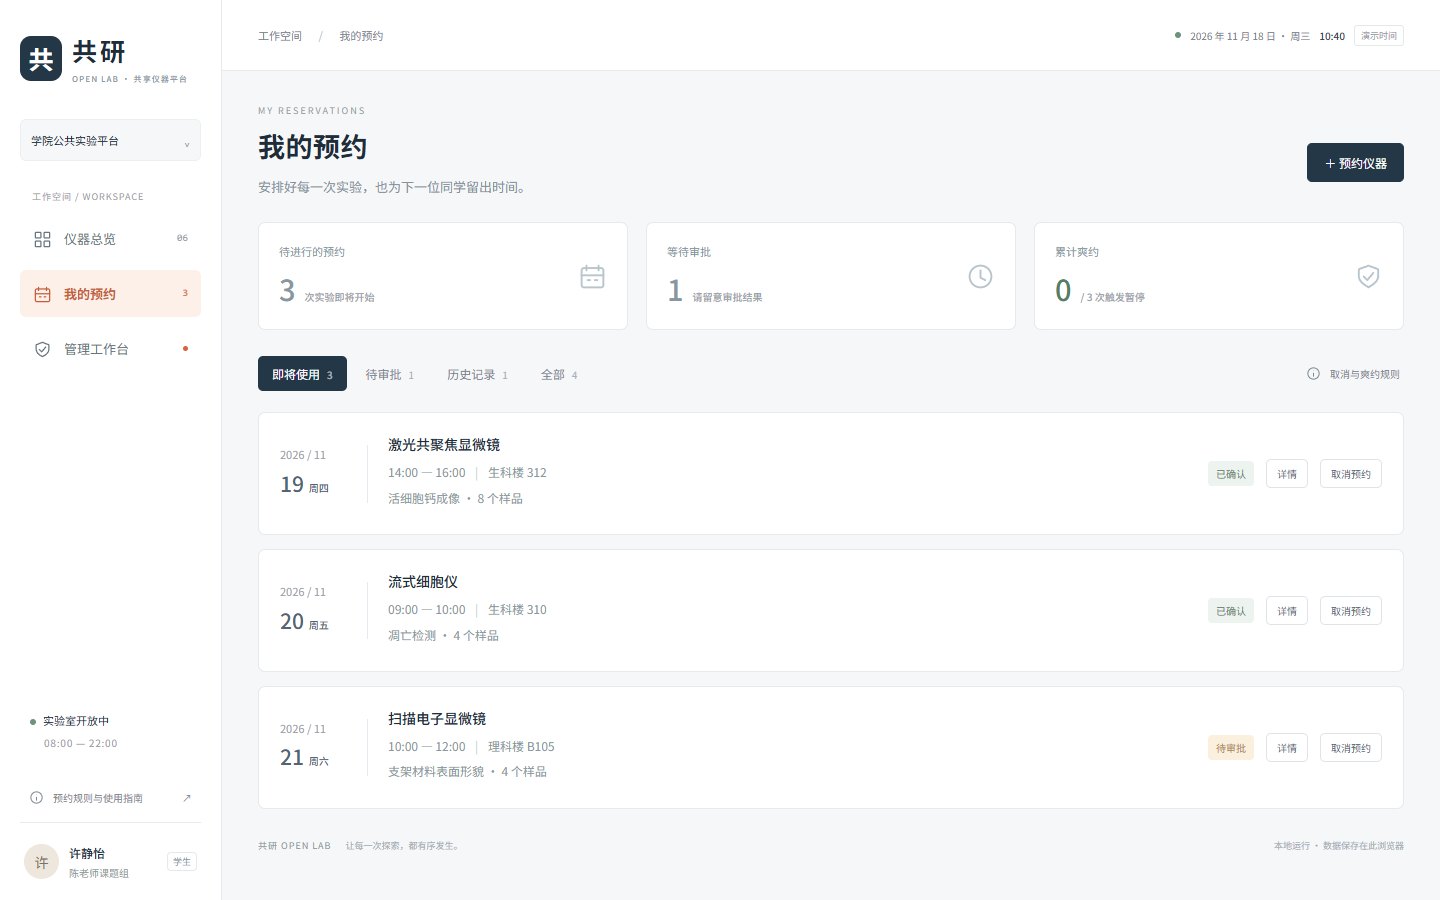 共 共研
OPEN LAB · 共享仪器平台
学院公共实验平台
工作空间 / WORKSPACE
仪器总览 06
我的预约 3
管理工作台
实验室开放中
08:00 — 22:00
预约规则与使用指南 ↗
许 许静怡 学生
陈老师课题组
工作空间 / 我的预约
2026 年 11 月 18 日 · 周三 10:40 演示时间
MY RESERVATIONS
我的预约
安排好每一次实验，也为下一位同学留出时间。
+ 预约仪器
待进行的预约
3 次实验即将开始
等待审批
1 请留意审批结果
累计爽约
0 / 3 次触发暂停
即将使用 3 待审批 1 历史记录 1 全部 4
取消与爽约规则
2026 / 11
19 周四
激光共聚焦显微镜
14:00 — 16:00 | 生科楼 312
活细胞钙成像 · 8 个样品
已确认 详情 取消预约
2026 / 11
20 周五
流式细胞仪
09:00 — 10:00 | 生科楼 310
凋亡检测 · 4 个样品
已确认 详情 取消预约
2026 / 11
21 周六
扫描电子显微镜
10:00 — 12:00 | 理科楼 B105
支架材料表面形貌 · 4 个样品
待审批 详情 取消预约
共研 OPEN LAB 让每一次探索，都有序发生。
本地运行 · 数据保存在此浏览器